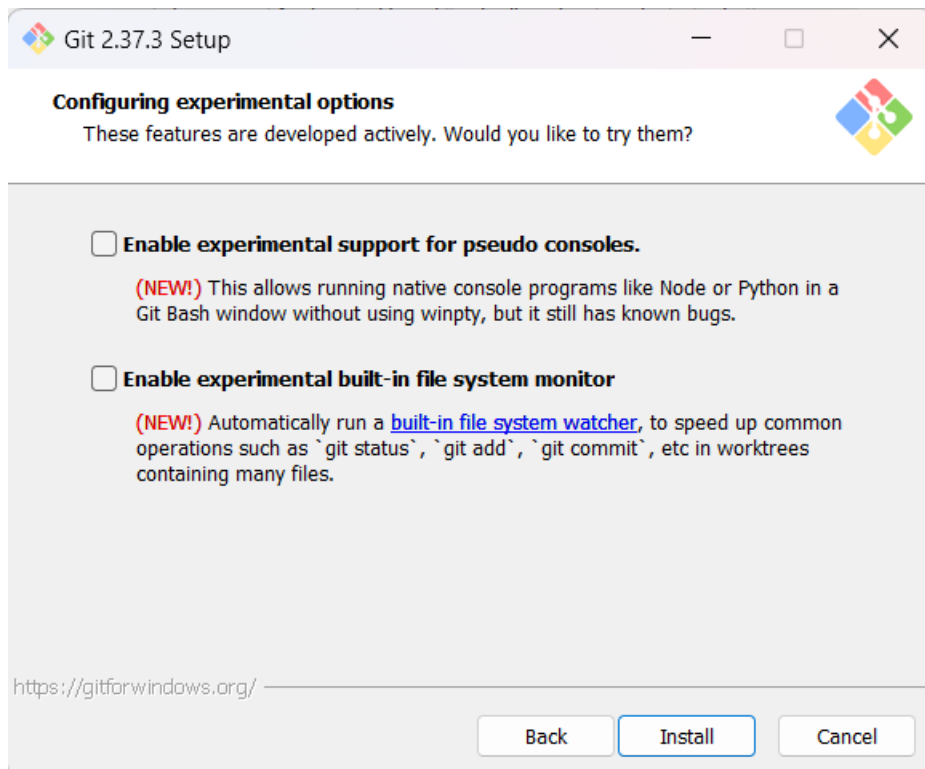 Git 2.37.3 Setup
Configuring experimental options
These features are developed actively. Would you like to try them?
Enable experimental support for pseudo consoles.
(NEW!) This allows running native console programs like Node or Python in a
Git Bash window without using winpty, but it still has known bugs.
Enable experimental built-in file system monitor
(NEW!) Automatically run a built-in file system watcher, to speed up common
operations such as `git status`, `git add`, `git commit`, etc in worktrees
containing many files.
https://gitforwindows.org/
Back Install Cancel